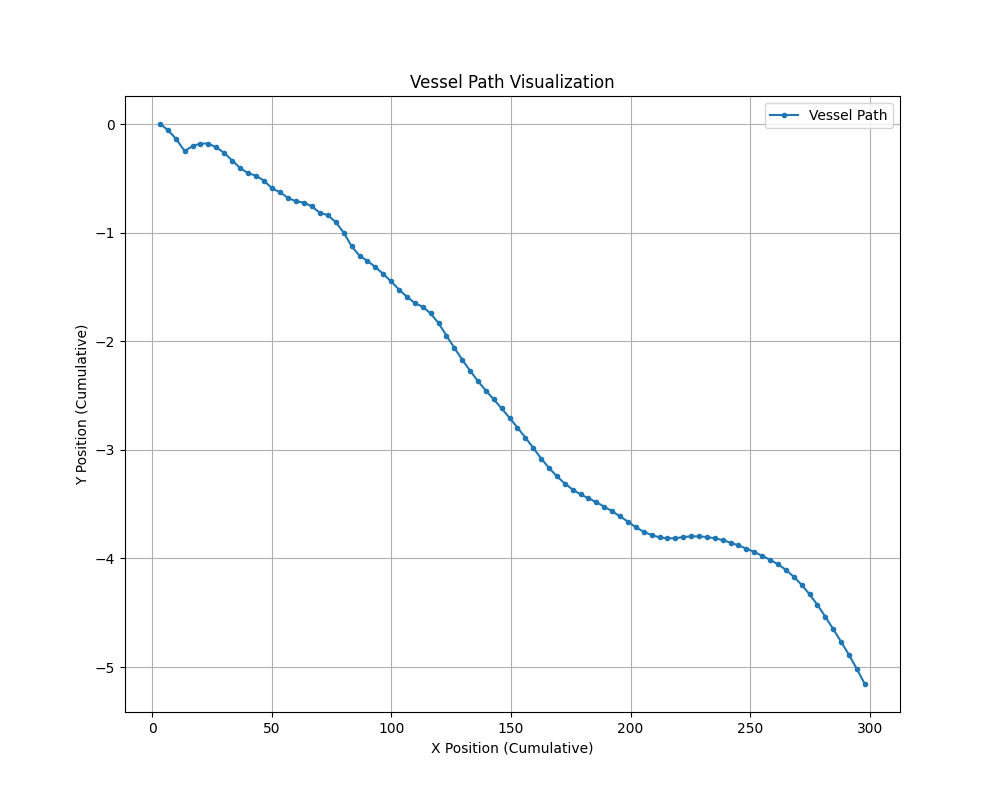 Vessel Path Visualization
Vessel Path
0
−1
−2
−3
−4
−5
Y Position (Cumulative)
0 50 100 150 200 250 300
X Position (Cumulative)